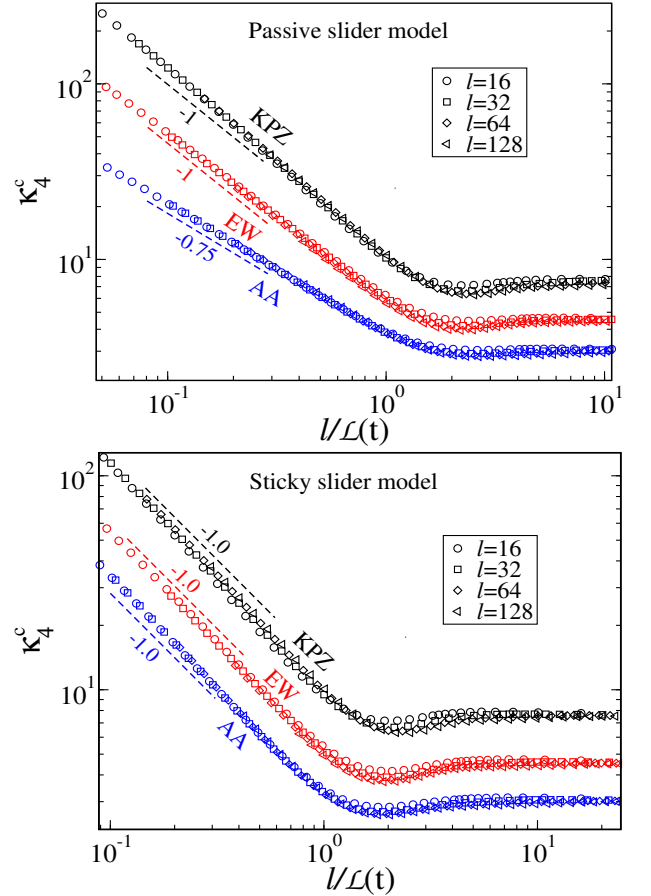 Passive slider model
10^2
10^1
κ_4^c
l=16
l=32
l=64
l=128
KPZ
-1
EW
-1
AA
-0.75
10^-1 10^0 10^1
l/ℒ(t)
Sticky slider model
10^2
10^1
κ_4^c
l=16
l=32
l=64
l=128
-1.0
KPZ
-1.0
EW
-1.0
AA
10^-1 10^0 10^1
l/ℒ(t)